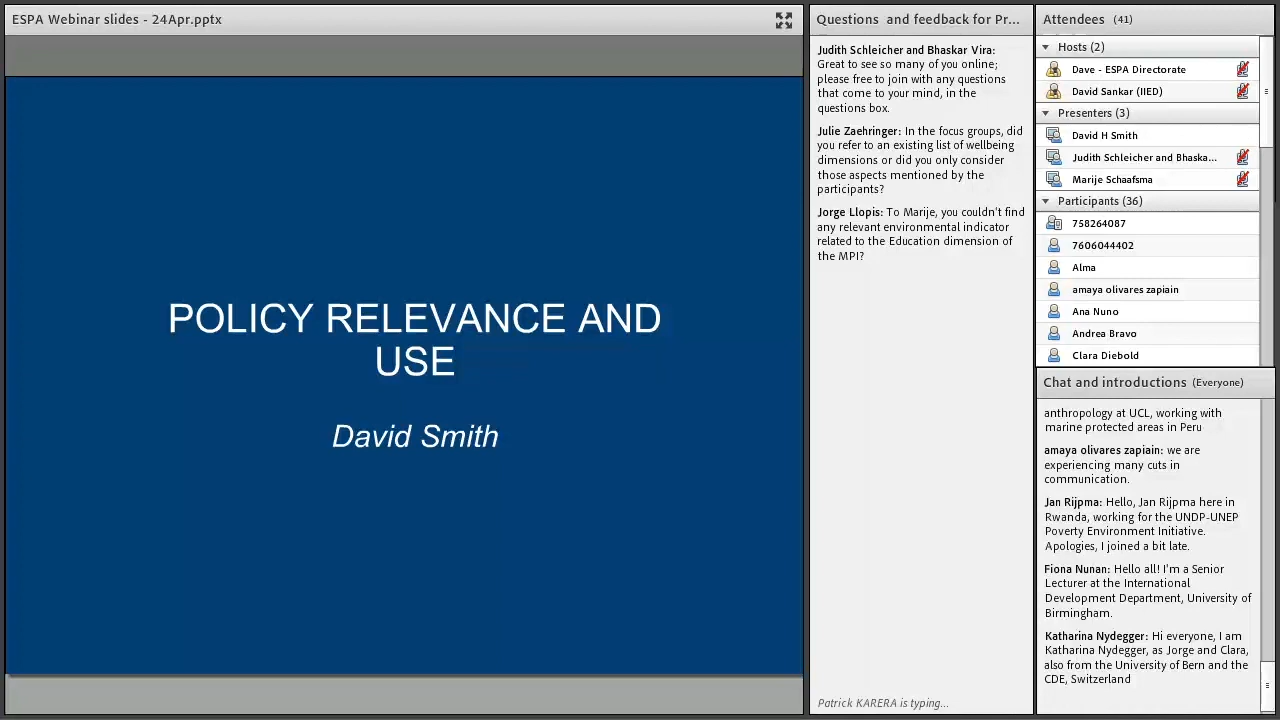 ESPA Webinar slides - 24Apr.pptx
POLICY RELEVANCE AND
USE
David Smith
Questions and feedback for Pr...
Judith Schleicher and Bhaskar Vira:
Great to see so many of you online;
please free to join with any questions
that come to your mind, in the
questions box.
Julie Zaehringer: In the focus groups, did
you refer to an existing list of wellbeing
dimensions or did you only consider
those aspects mentioned by the
participants?
Jorge Llopis: To Marije, you couldn't find
any relevant environmental indicator
related to the Education dimension of
the MPI?
Patrick KARERA is typing...
Attendees (41)
Hosts (2)
Dave - ESPA Directorate
David Sankar (IIED)
Presenters (3)
David H Smith
Judith Schleicher and Bhaska...
Marije Schaafsma
Participants (36)
758264087
7606044402
Alma
amaya olivares zapiain
Ana Nuno
Andrea Bravo
Clara Diebold
Chat and introductions (Everyone)
anthropology at UCL, working with
marine protected areas in Peru
amaya olivares zapiain: we are
experiencing many cuts in
communication.
Jan Rijpma: Hello, Jan Rijpma here in
Rwanda, working for the UNDP-UNEP
Poverty Environment Initiative.
Apologies, I joined a bit late.
Fiona Nunan: Hello all! I'm a Senior
Lecturer at the International
Development Department, University of
Birmingham.
Katharina Nydegger: Hi everyone, I am
Katharina Nydegger, as Jorge and Clara,
also from the University of Bern and the
CDE, Switzerland